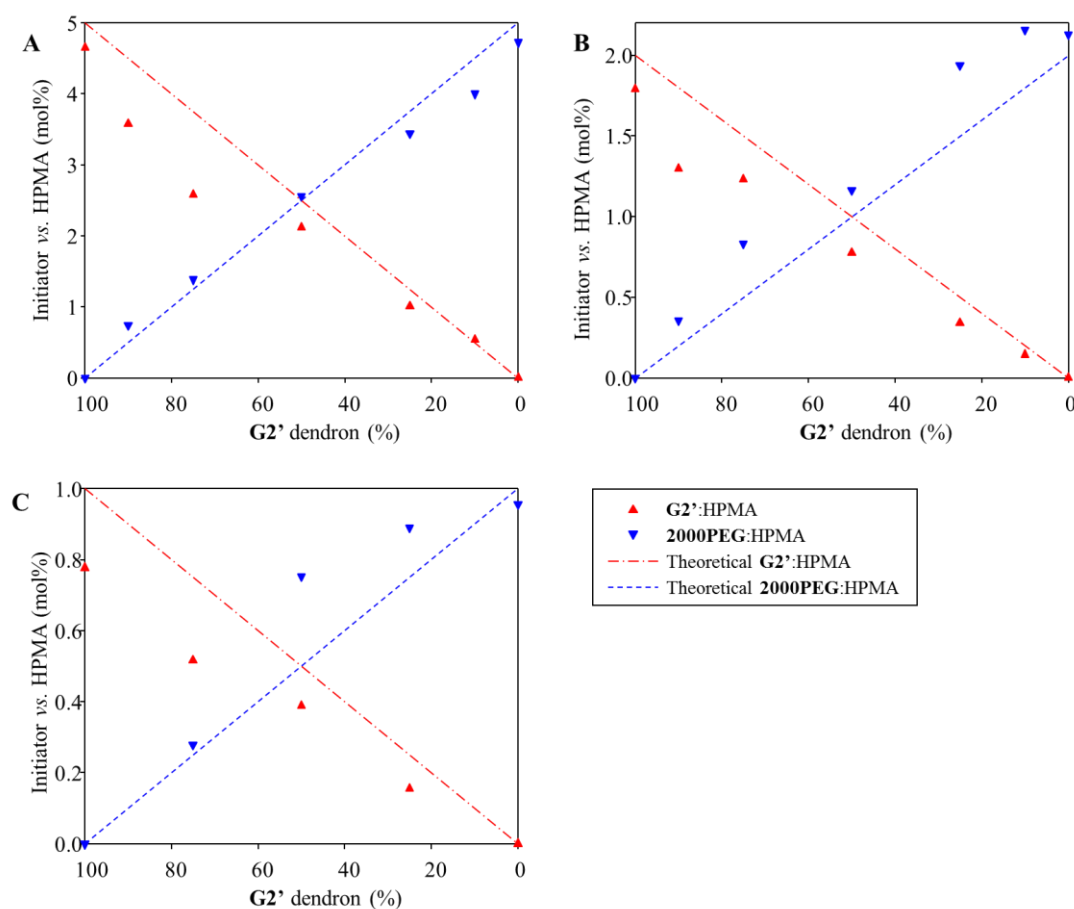 A
Initiator vs. HPMA (mol%)
5
4
3
2
1
0
100
80
60
40
20
0
G2’ dendron (%)
B
Initiator vs. HPMA (mol%)
2.0
1.5
1.0
0.5
0.0
100
80
60
40
20
0
G2’ dendron (%)
C
Initiator vs. HPMA (mol%)
1.0
0.8
0.6
0.4
0.2
0.0
100
80
60
40
20
0
G2’ dendron (%)
G2’:HPMA
2000PEG:HPMA
Theoretical G2’:HPMA
Theoretical 2000PEG:HPMA